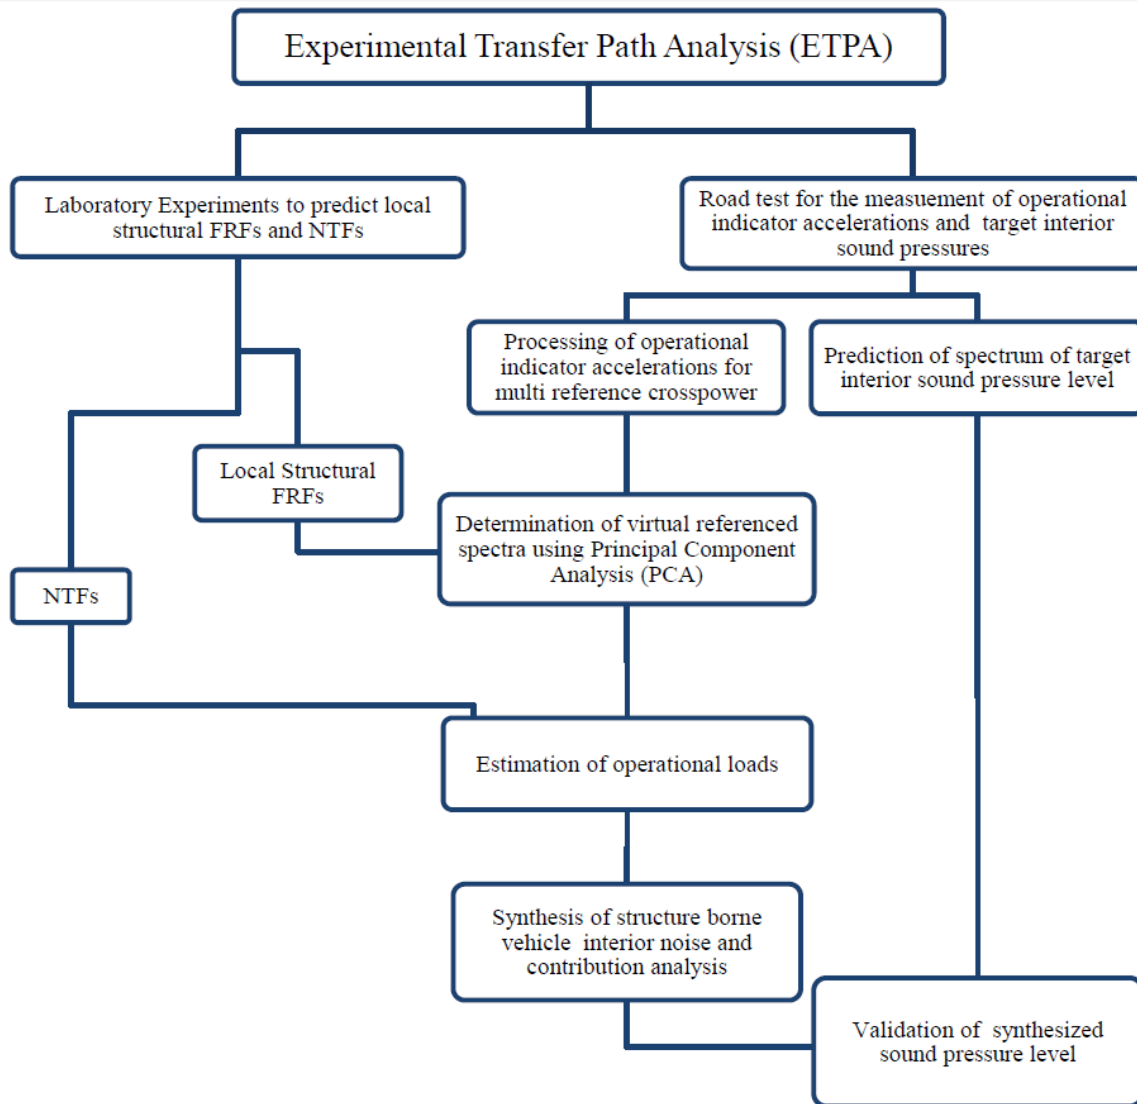 Experimental Transfer Path Analysis (ETPA)
Laboratory Experiments to predict local
structural FRFs and NTFs
Road test for the measuement of operational
indicator accelerations and target interior
sound pressures
Processing of operational
indicator accelerations for
multi reference crosspower
Prediction of spectrum of target
interior sound pressure level
Local Structural
FRFs
Determination of virtual referenced
spectra using Principal Component
Analysis (PCA)
NTFs
Estimation of operational loads
Synthesis of structure borne
vehicle interior noise and
contribution analysis
Validation of synthesized
sound pressure level